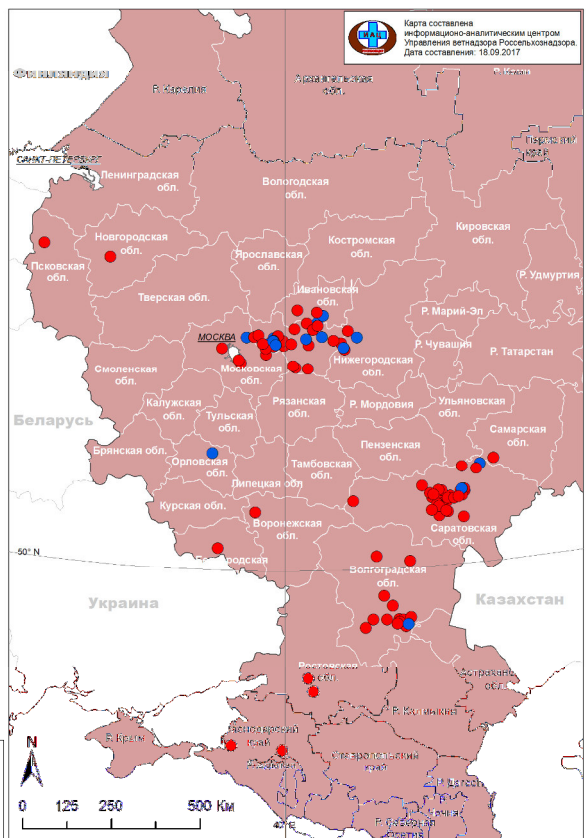 Карта составлена
информационо-аналитическим центром
Управления ветнадзора Россельхознадзора.
Дата составления: 18.09.2017
ИАЦ
Финляндия
Р. Карелия
Архангельская
обл.
Р. Коми
САНКТ-ПЕТЕРБУРГ
Пермский
край
Ленинградская
обл.
Вологодская
обл.
Кировская
обл.
Новгородская
обл.
Костромская
обл.
Ярославская
обл.
Псковская
обл.
Р. Удмуртия
Ивановская
обл.
Тверская обл.
Р. Марий-Эл
МОСКВА
Р. Чувашия
Р. Татарстан
Нижегородская
обл.
Смоленская
обл.
Московская
обл.
Калужская
обл.
Рязанская
обл.
Р. Мордовия
Ульяновская
обл.
Тульская
обл.
Беларусь
Самарская
обл.
Брянская обл.
Пензенская
обл.
Орловская
обл.
Тамбовская
обл.
Липецкая обл
Курская обл.
Воронежская
обл.
Саратовская
обл.
50° N
обл.
Волгоградская
обл.
Украина
Казахстан
Ростовская
обл.
обл.
Р. Калмыкия
Р. Крым
край
Ставропольский
край
N
0 125 250 500 Км